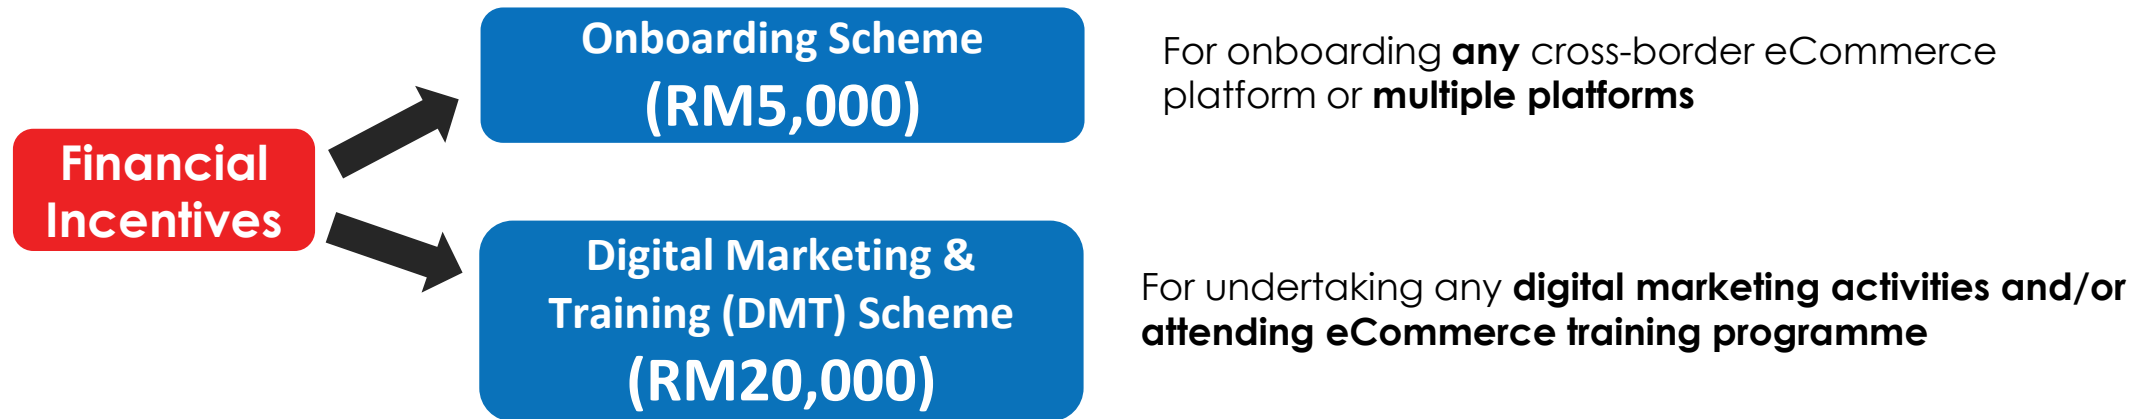 Financial
Incentives
Onboarding Scheme
(RM5,000)
For onboarding any cross-border eCommerce
platform or multiple platforms
Digital Marketing &
Training (DMT) Scheme
(RM20,000)
For undertaking any digital marketing activities and/or
attending eCommerce training programme